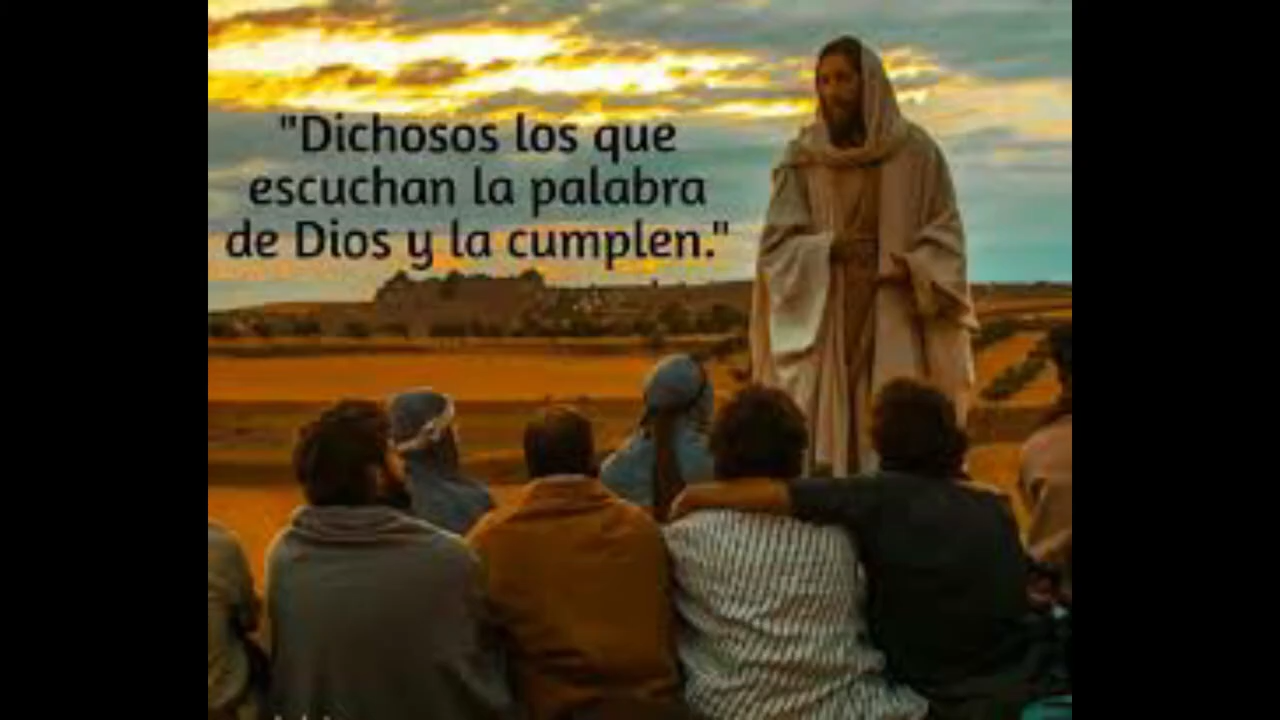 "Dichosos los que
escuchan la palabra
de Dios y la cumplen."